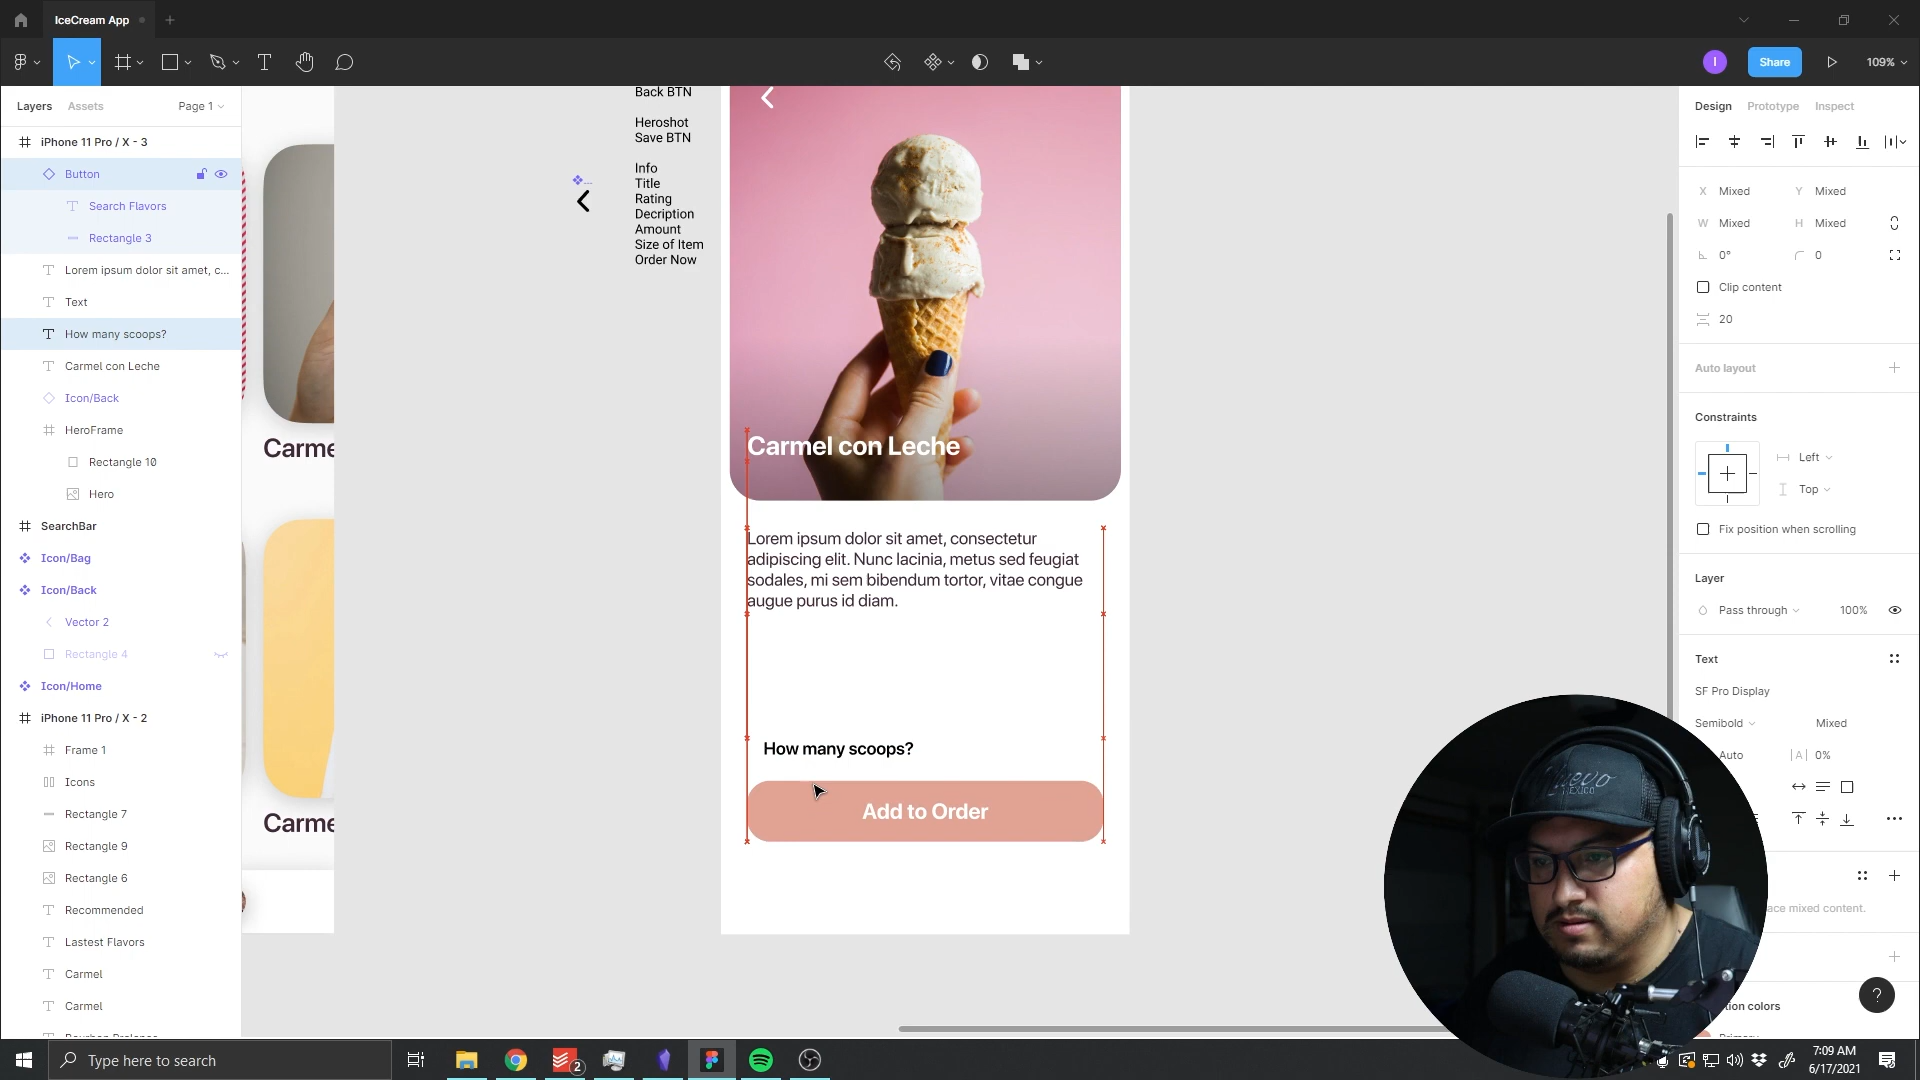 IceCream App
Share
109%
Layers
Assets
Page 1
iPhone 11 Pro / X - 3
Button
Search Flavors
Rectangle 3
Lorem ipsum dolor sit amet, c...
Text
How many scoops?
Carmel con Leche
Icon/Back
HeroFrame
Rectangle 10
Hero
SearchBar
Icon/Bag
Icon/Back
Vector 2
Rectangle 4
Icon/Home
iPhone 11 Pro / X - 2
Frame 1
Icons
Rectangle 7
Rectangle 9
Rectangle 6
Recommended
Lastest Flavors
Carmel
Carmel
Carme
Carme
Back BTN
Heroshot
Save BTN
Info
Title
Rating
Decription
Amount
Size of Item
Order Now
Carmel con Leche
Lorem ipsum dolor sit amet, consectetur
adipiscing elit. Nunc lacinia, metus sed feugiat
sodales, mi sem bibendum tortor, vitae congue
augue purus id diam.
How many scoops?
Add to Order
Design
Prototype
Inspect
X Mixed
Y Mixed
W Mixed
H Mixed
0°
0
Clip content
20
Auto layout
Constraints
Left
Top
Fix position when scrolling
Layer
Pass through
100%
Text
SF Pro Display
Semibold
Mixed
Auto
|A| 0%
mixed content.
colors
?
Nuevo
MEXICO
Type here to search
2
7:09 AM
6/17/2021